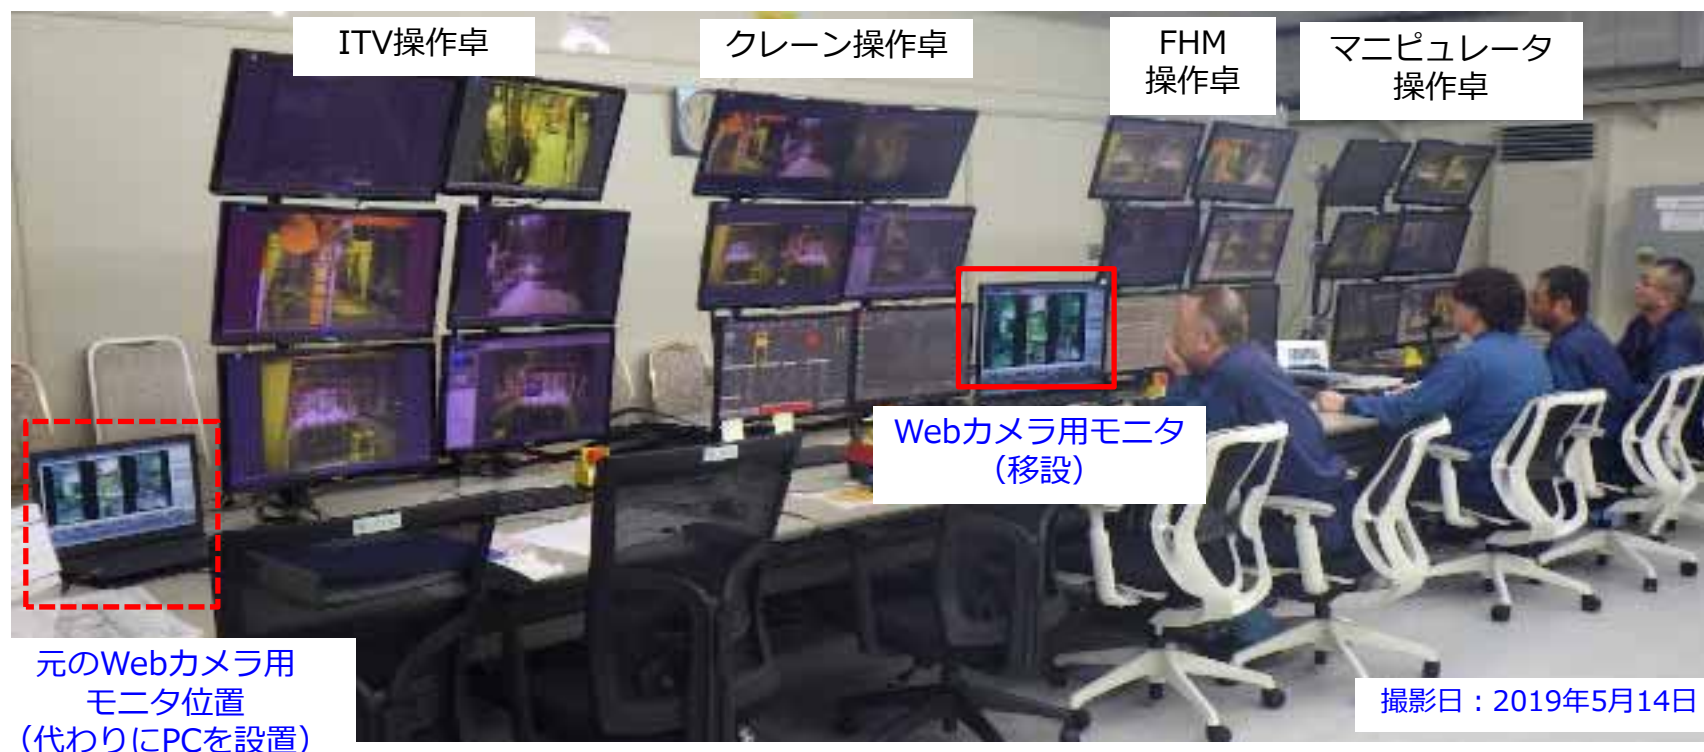 ITV操作卓
クレーン操作卓
FHM
操作卓
マニピュレータ
操作卓
Webカメラ用モニタ
（移設）
元のWebカメラ用
モニタ位置
（代わりにPCを設置）
撮影日：2019年5月14日